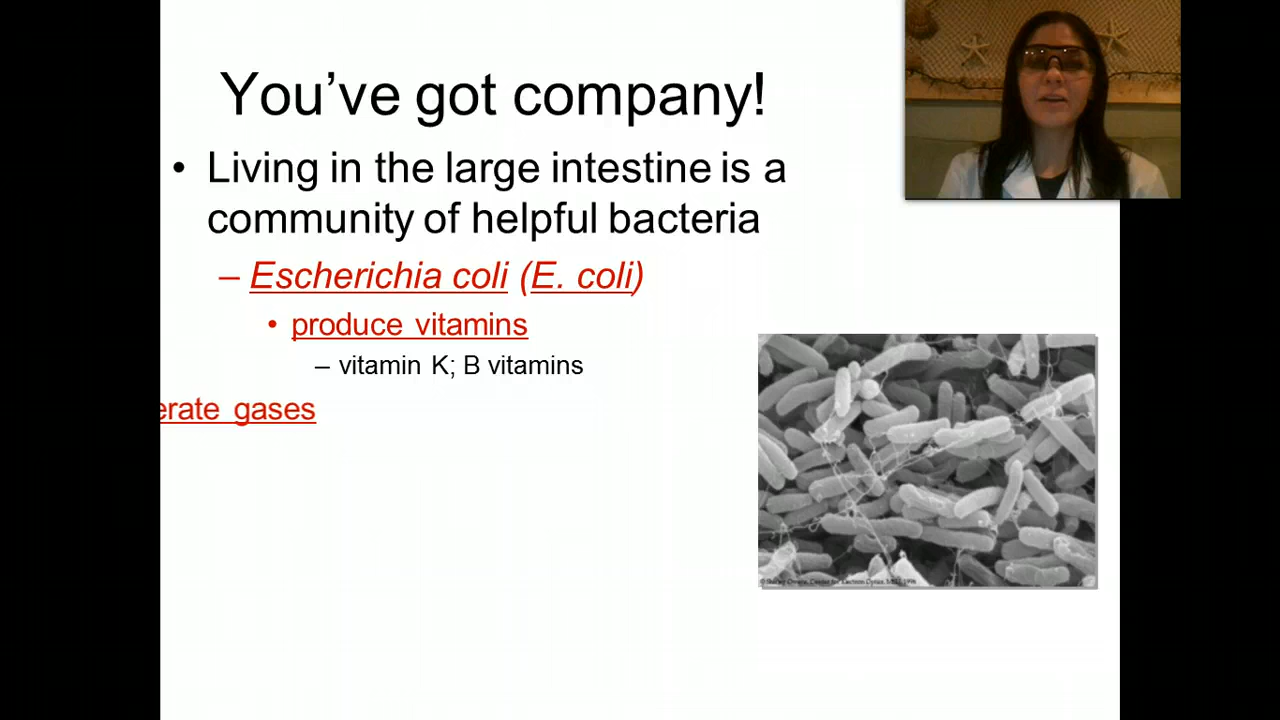 You've got company!
• Living in the large intestine is a
community of helpful bacteria
– Escherichia coli (E. coli)
• produce vitamins
– vitamin K; B vitamins
erate gases